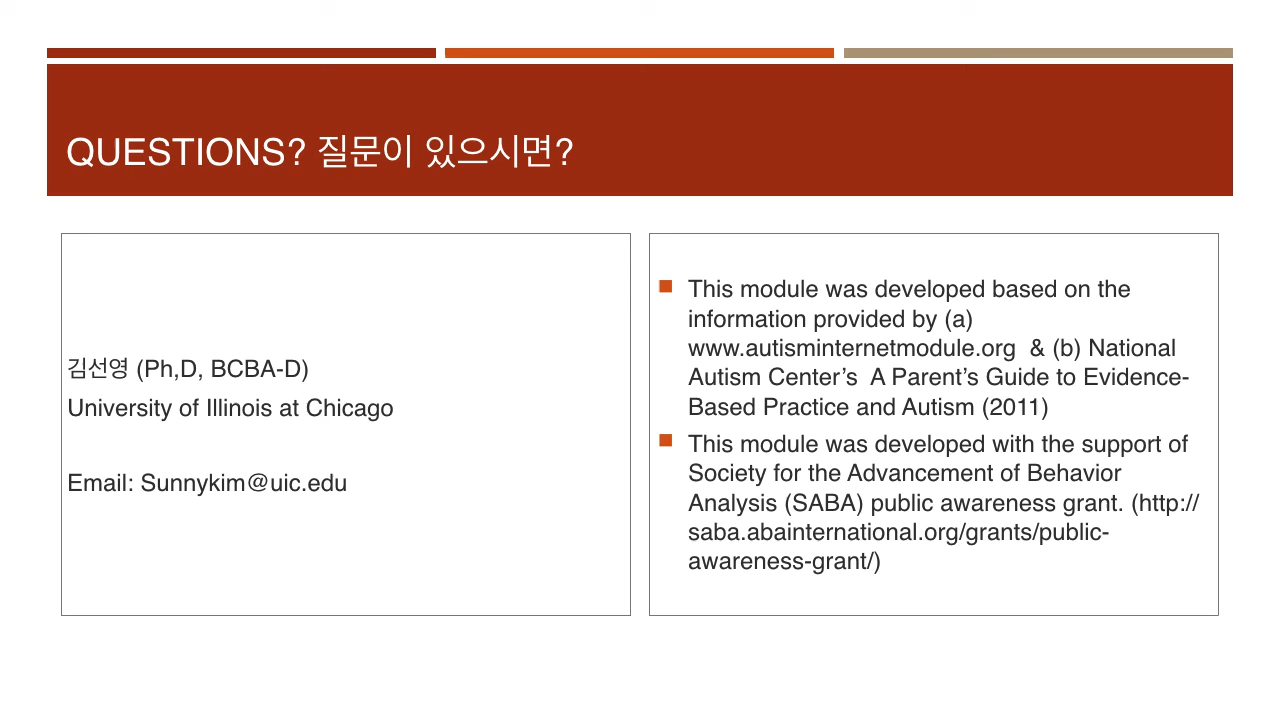 QUESTIONS? 질문이 있으시면?
김선영 (Ph,D, BCBA-D)
University of Illinois at Chicago
Email: Sunnykim@uic.edu
This module was developed based on the
information provided by (a)
www.autisminternetmodule.org  & (b) National
Autism Center’s  A Parent’s Guide to Evidence-
Based Practice and Autism (2011)
This module was developed with the support of
Society for the Advancement of Behavior
Analysis (SABA) public awareness grant. (http://
saba.abainternational.org/grants/public-
awareness-grant/)